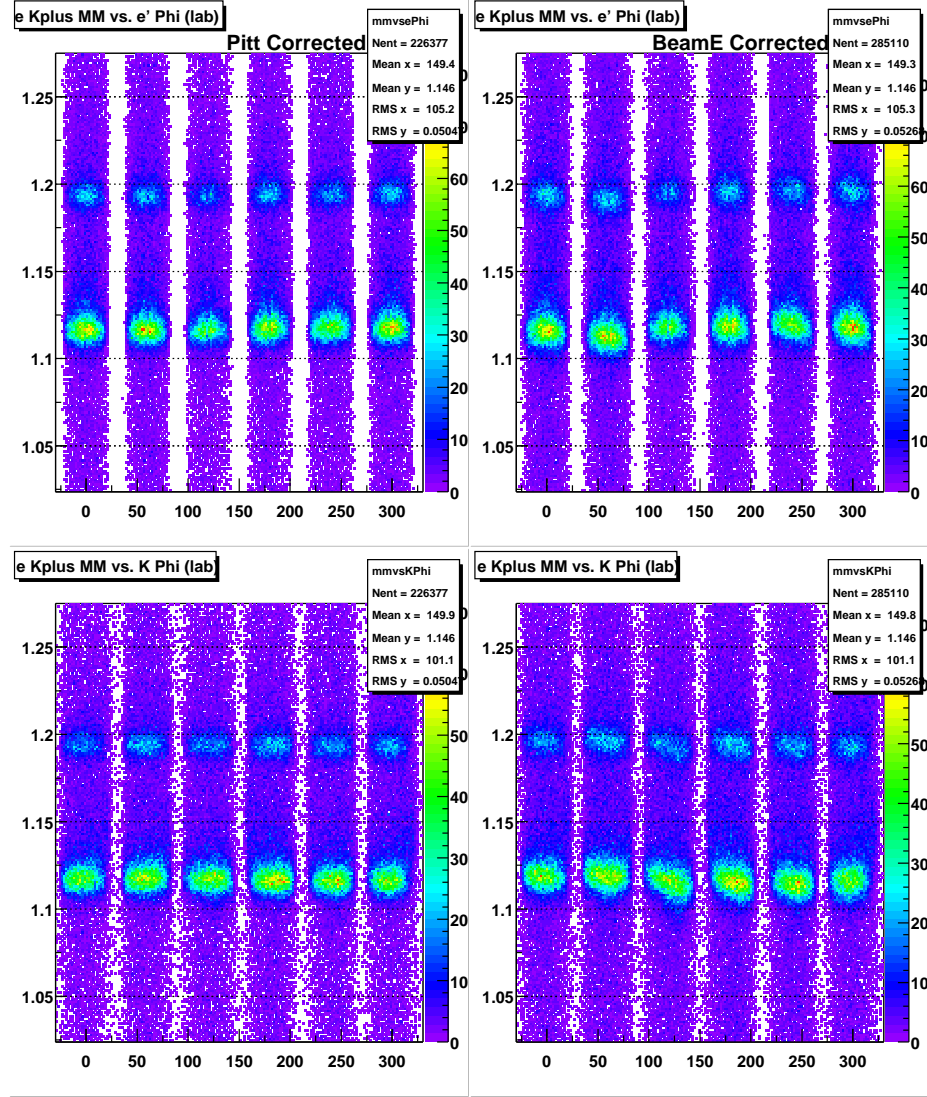 e Kplus MM vs. e' Phi (lab)
Pitt Corrected
mmvsePhi
Nent = 226377
Mean x = 149.4
Mean y = 1.146
RMS x = 105.2
RMS y = 0.0504
1.25
1.2
1.15
1.1
1.05
0 50 100 150 200 250 300
60
50
40
30
20
10
0
e Kplus MM vs. e' Phi (lab)
BeamE Corrected
mmvsePhi
Nent = 285110
Mean x = 149.3
Mean y = 1.146
RMS x = 105.3
RMS y = 0.0526
1.25
1.2
1.15
1.1
1.05
0 50 100 150 200 250 300
60
50
40
30
20
10
0
e Kplus MM vs. K Phi (lab)
mmvsKPhi
Nent = 226377
Mean x = 149.9
Mean y = 1.146
RMS x = 101.1
RMS y = 0.0504
1.25
1.2
1.15
1.1
1.05
0 50 100 150 200 250 300
50
40
30
20
10
0
e Kplus MM vs. K Phi (lab)
mmvsKPhi
Nent = 285110
Mean x = 149.8
Mean y = 1.146
RMS x = 101.1
RMS y = 0.0526
1.25
1.2
1.15
1.1
1.05
0 50 100 150 200 250 300
50
40
30
20
10
0